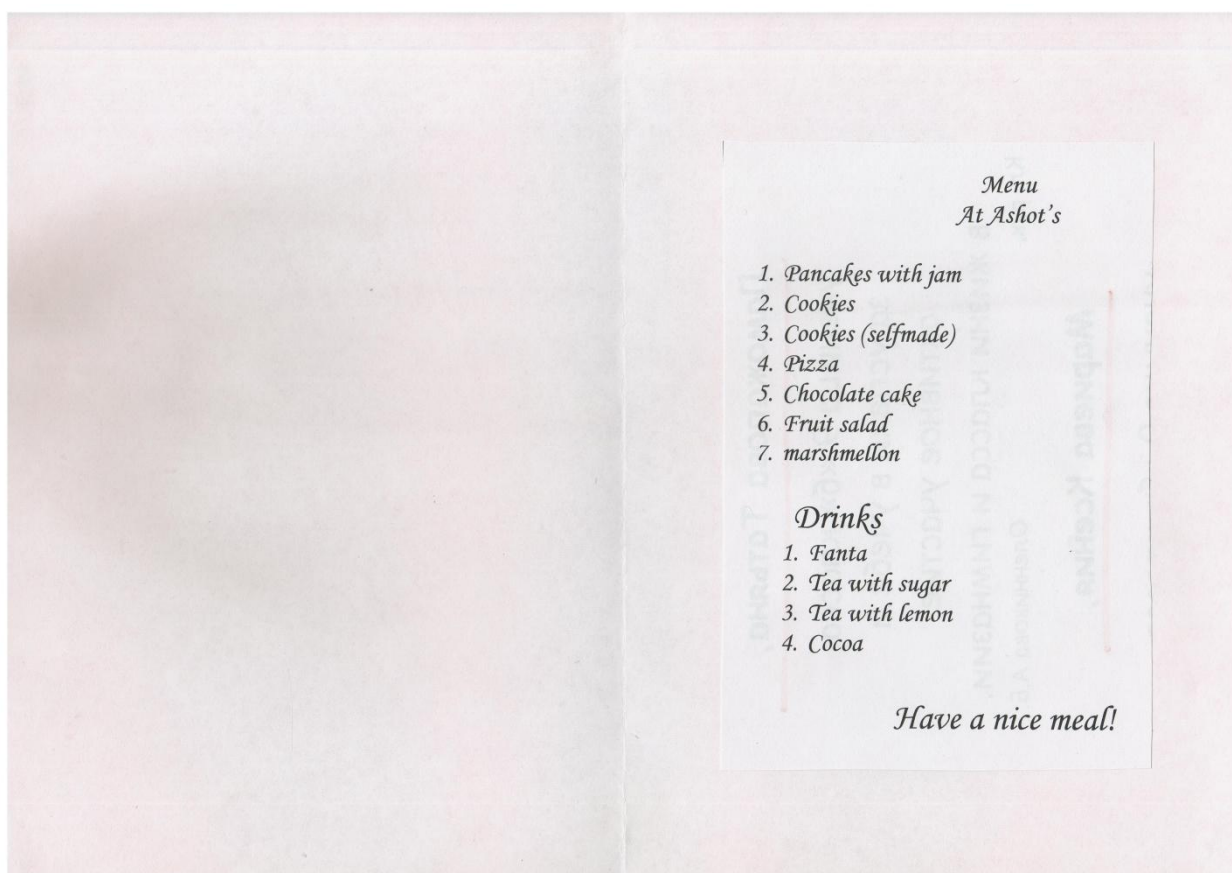 Menu
At Ashot's
1. Pancakes with jam
2. Cookies
3. Cookies (selfmade)
4. Pizza
5. Chocolate cake
6. Fruit salad
7. marshmellon
Drinks
1. Fanta
2. Tea with sugar
3. Tea with lemon
4. Cocoa
Have a nice meal!